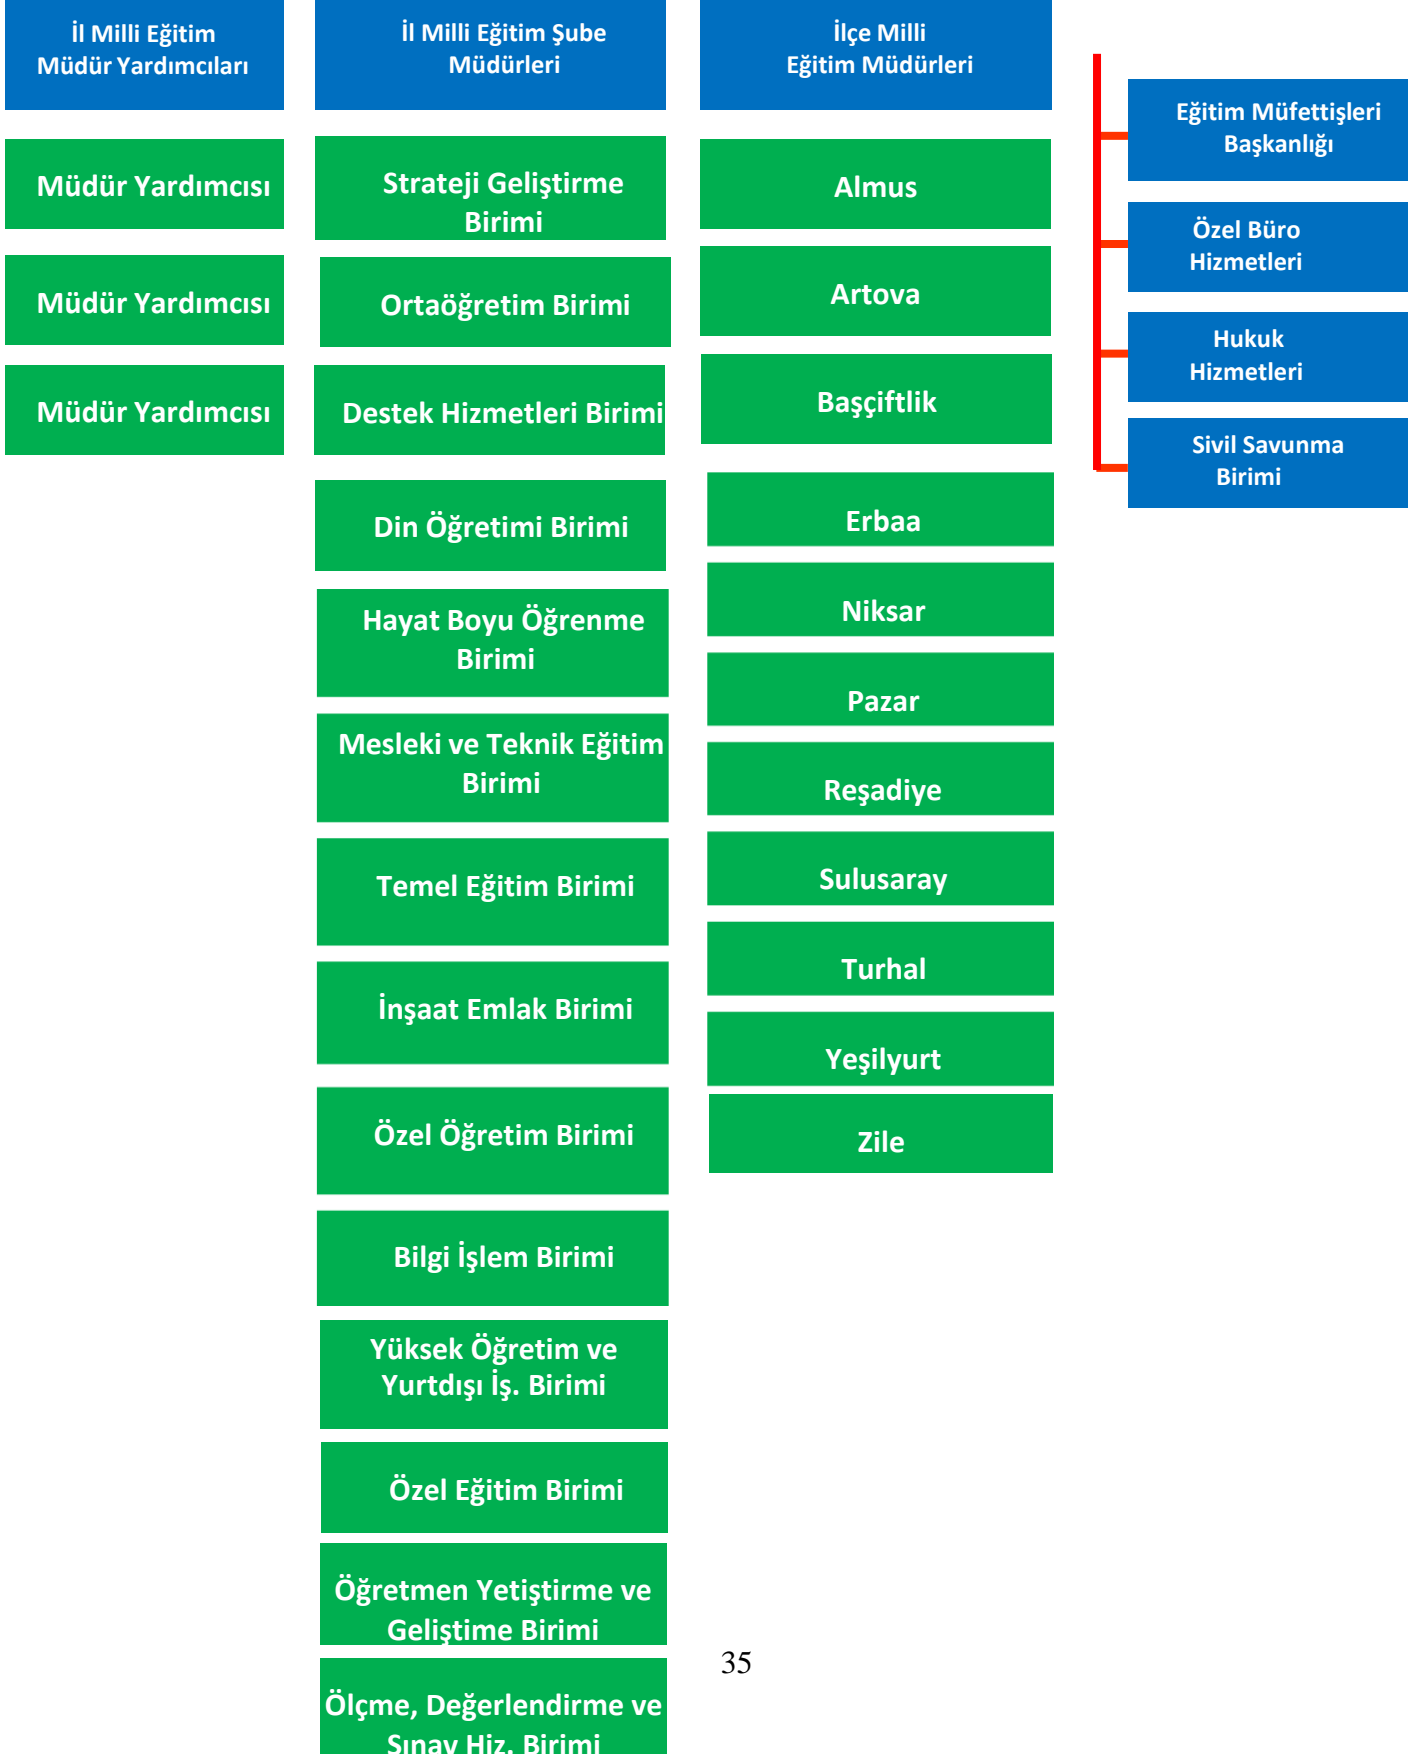 İl Milli Eğitim
Müdür Yardımcıları
Müdür Yardımcısı
Müdür Yardımcısı
Müdür Yardımcısı
İl Milli Eğitim Şube
Müdürleri
Strateji Geliştirme
Birimi
Ortaöğretim Birimi
Destek Hizmetleri Birimi
Din Öğretimi Birimi
Hayat Boyu Öğrenme
Birimi
Mesleki ve Teknik Eğitim
Birimi
Temel Eğitim Birimi
İnşaat Emlak Birimi
Özel Öğretim Birimi
Bilgi İşlem Birimi
Yüksek Öğretim ve
Yurtdışı İş. Birimi
Özel Eğitim Birimi
Öğretmen Yetiştirme ve
Geliştime Birimi
Ölçme, Değerlendirme ve
Sınav Hiz. Birimi
İlçe Milli
Eğitim Müdürleri
Almus
Artova
Başçiftlik
Erbaa
Niksar
Pazar
Reşadiye
Sulusaray
Turhal
Yeşilyurt
Zile
Eğitim Müfettişleri
Başkanlığı
Özel Büro
Hizmetleri
Hukuk
Hizmetleri
Sivil Savunma
Birimi
35